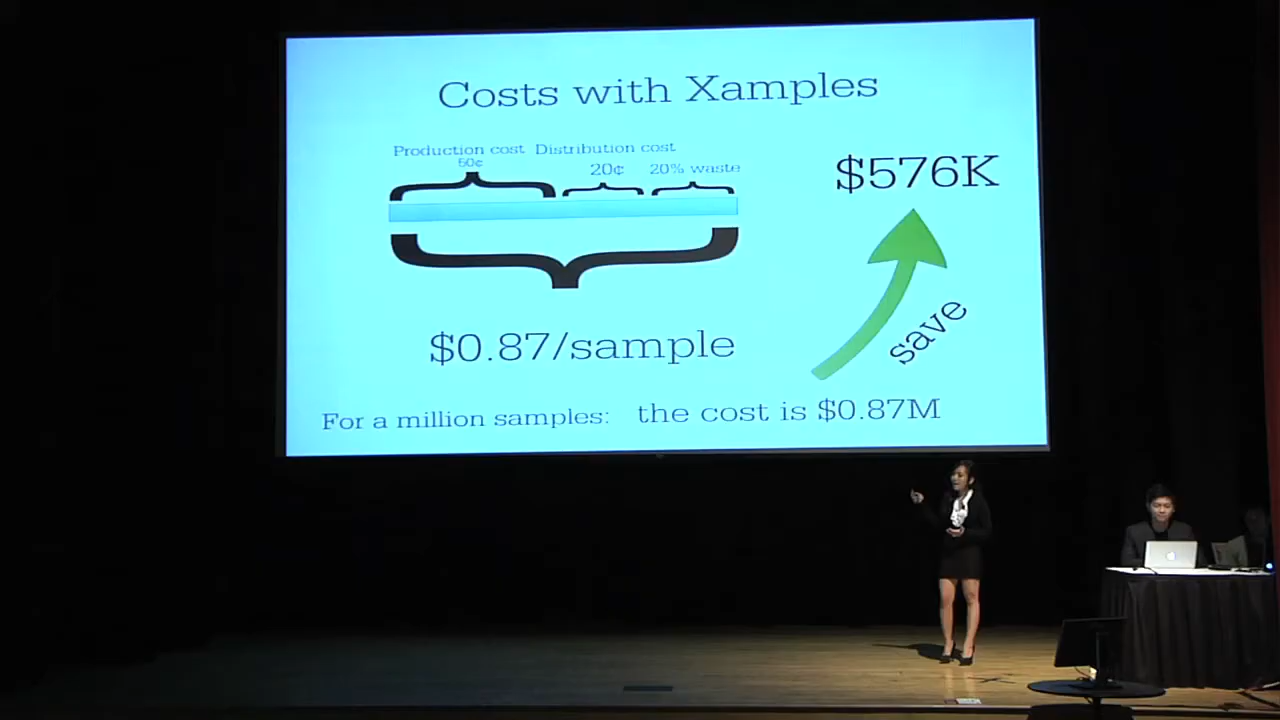 Costs with Xamples
Production cost Distribution cost
50¢ 20¢ 20% waste
$576K
save
$0.87/sample
For a million samples: the cost is $0.87M